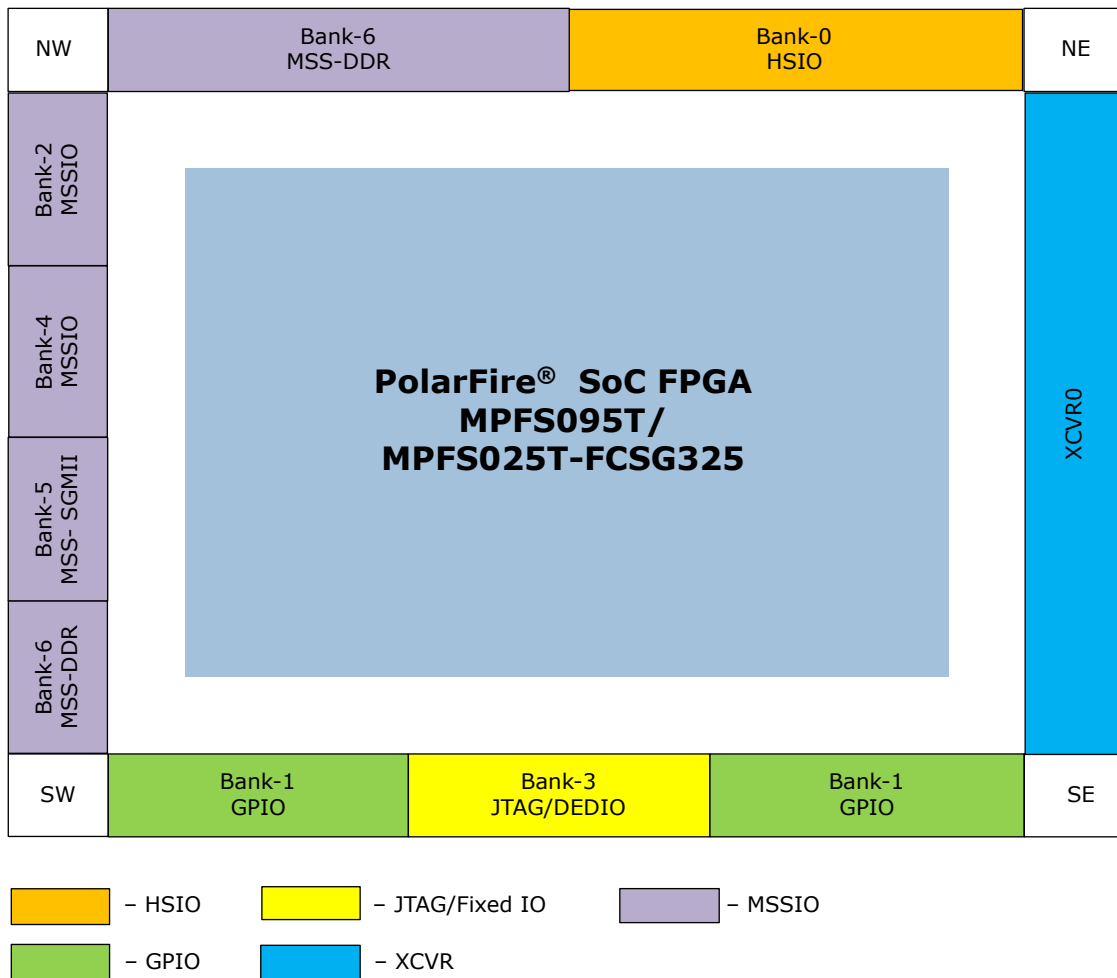 NW
Bank-6
MSS-DDR
Bank-0
HSIO
NE
Bank-2
MSSIO
Bank-4
MSSIO
Bank-5
MSS- SGMII
Bank-6
MSS-DDR
PolarFire® SoC FPGA
MPFS095T/
MPFS025T-FCSG325
XCVR0
SW
Bank-1
GPIO
Bank-3
JTAG/DEDIO
Bank-1
GPIO
SE
– HSIO
– JTAG/Fixed IO
– MSSIO
– GPIO
– XCVR